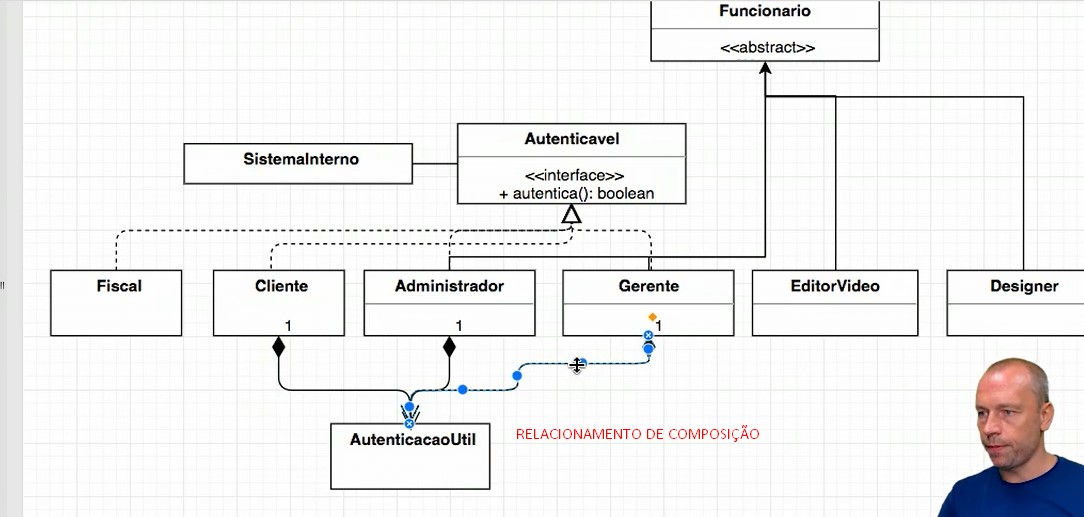 Funcionario
<<abstract>>
Autenticavel
<<interface>>
+ autentica(): boolean
SistemaInterno
Fiscal
Cliente
1
Administrador
1
Gerente
1
EditorVideo
Designer
AutenticacaoUtil
RELACIONAMENTO DE COMPOSIÇÃO
"